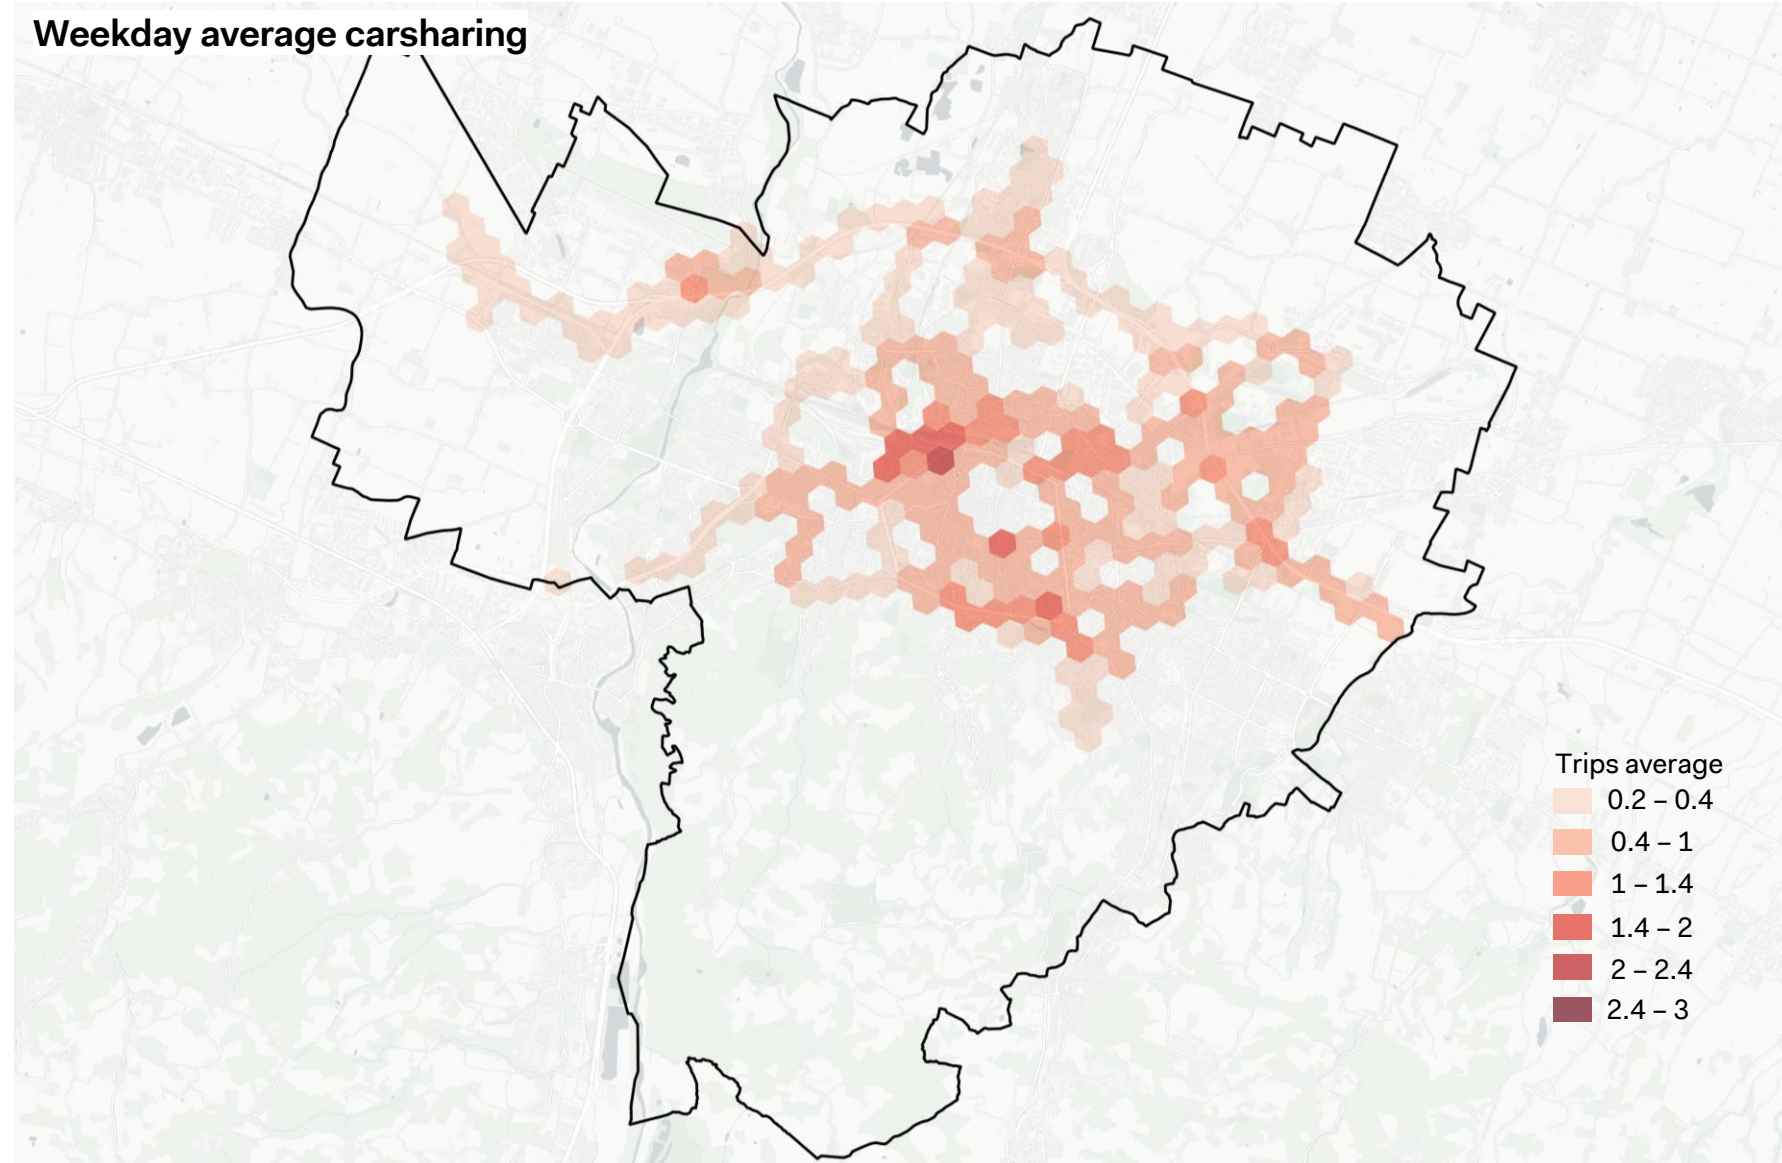 Weekday average carsharing
Trips average
0.2 – 0.4
0.4 – 1
1 – 1.4
1.4 – 2
2 – 2.4
2.4 – 3